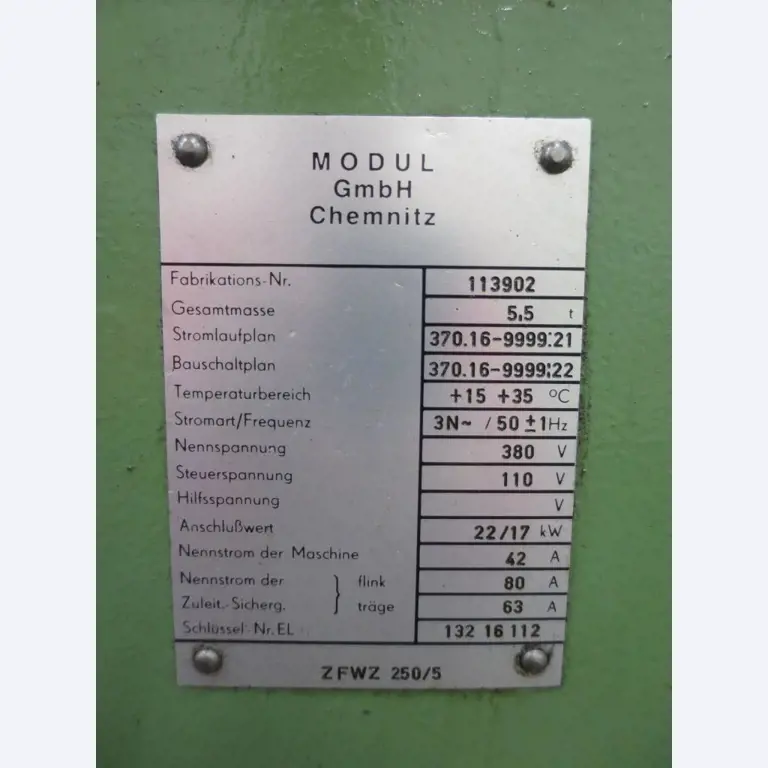 MODUL
GmbH
Chemnitz
Fabrikations-Nr. 113902
Gesamtmasse 5,5 t
Stromlaufplan 370.16-9999:21
Bauschaltplan 370.16-9999:22
Temperaturbereich +15 +35 °C
Stromart/Frequenz 3N~ / 50 ±1Hz
Nennspannung 380 V
Steuerspannung 110 V
Hilfsspannung V
Anschlußwert 22/17 kW
Nennstrom der Maschine 42 A
Nennstrom der } flink 80 A
Zuleit.-Sicherg. träge 63 A
Schlüssel-Nr. EL 132 16 112
ZFWZ 250/5